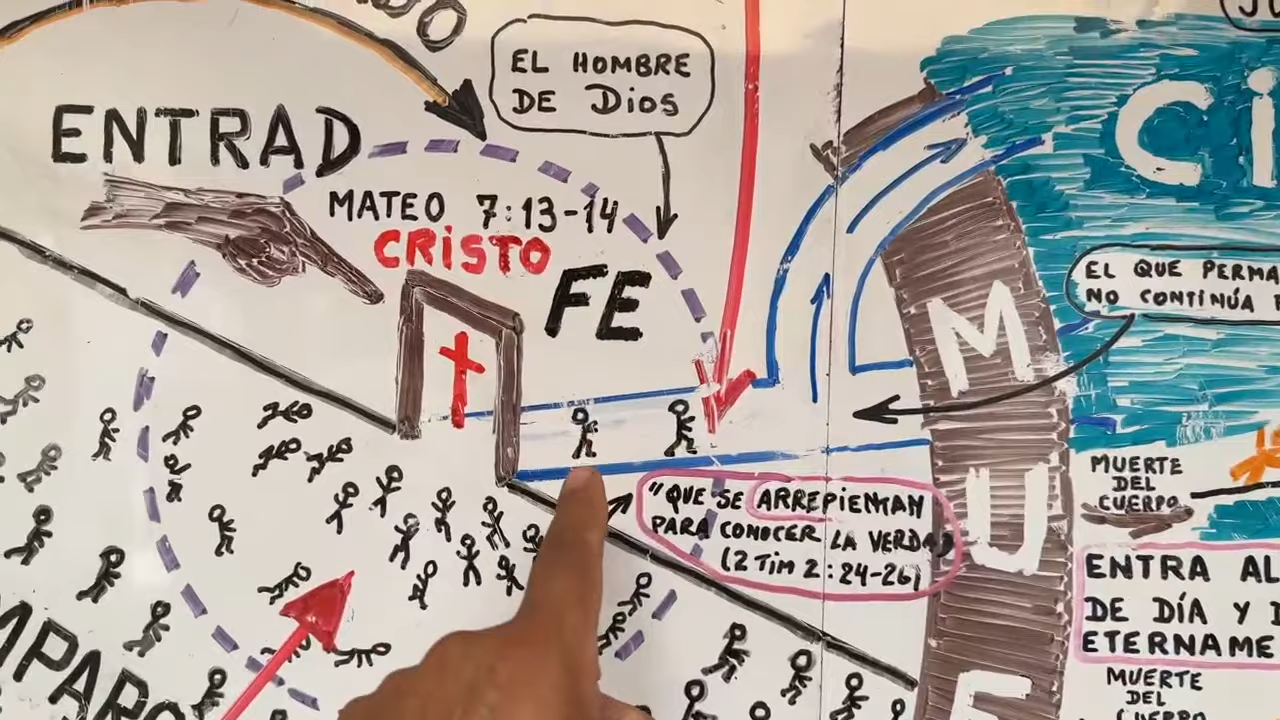 EL HOMBRE
DE Dios
ENTRAD
MATEO 7:13-14
CRISTO
FE
Ci
EL QUE PERMA
NO CONTINÚA
M
U
"QUE SE ARREPIENTAN
PARA CONOCER LA VERDAD
(2 Tim 2:24-26)
MUERTE
DEL
CUERPO
ENTRA AL
DE DÍA Y
ETERNAME
MUERTE
DEL
MPARO